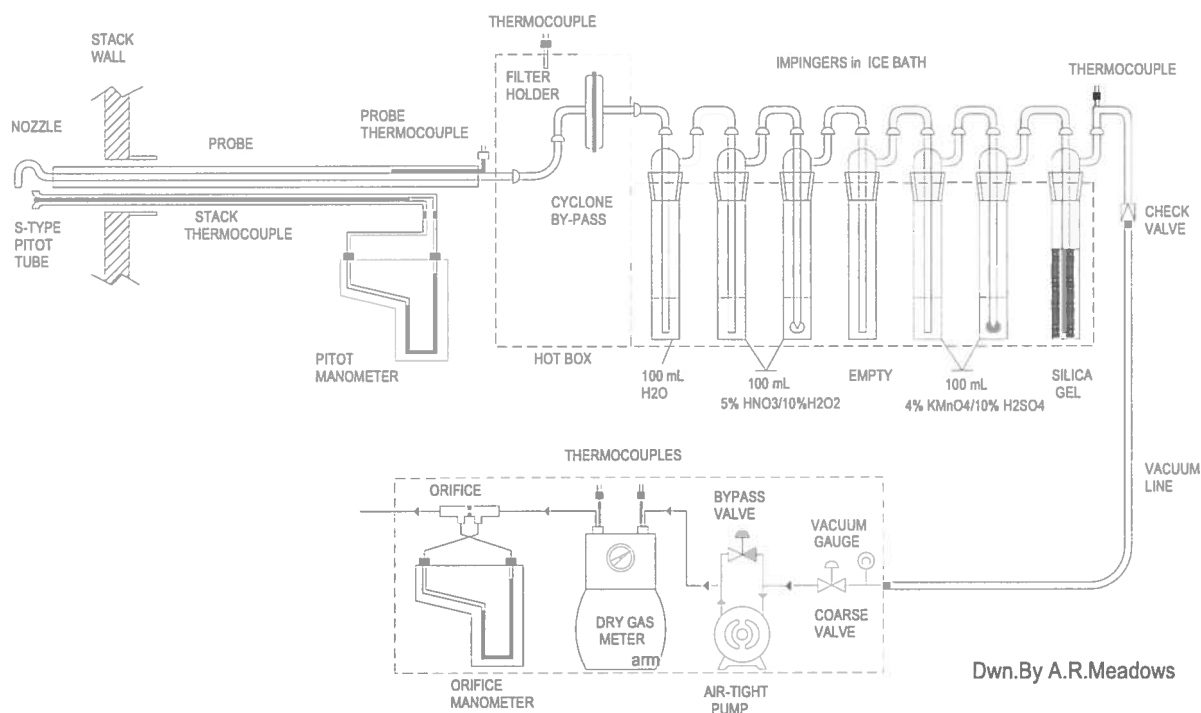 THERMOCOUPLE
STACK
WALL
FILTER
HOLDER
IMPINGERS in ICE BATH
THERMOCOUPLE
NOZZLE
PROBE
PROBE
THERMOCOUPLE
S-TYPE
PITOT
TUBE
STACK
THERMOCOUPLE
CYCLONE
BY-PASS
CHECK
VALVE
PITOT
MANOMETER
HOT BOX
100 mL
H2O
100 mL
5% HNO3/10%H2O2
EMPTY
100 mL
4% KMnO4/10% H2SO4
SILICA
GEL
THERMOCOUPLES
ORIFICE
BYPASS
VALVE
VACUUM
GAUGE
VACUUM
LINE
COARSE
VALVE
DRY GAS
METER
arm
ORIFICE
MANOMETER
AIR-TIGHT
PUMP
Dwn.By A.R.Meadows